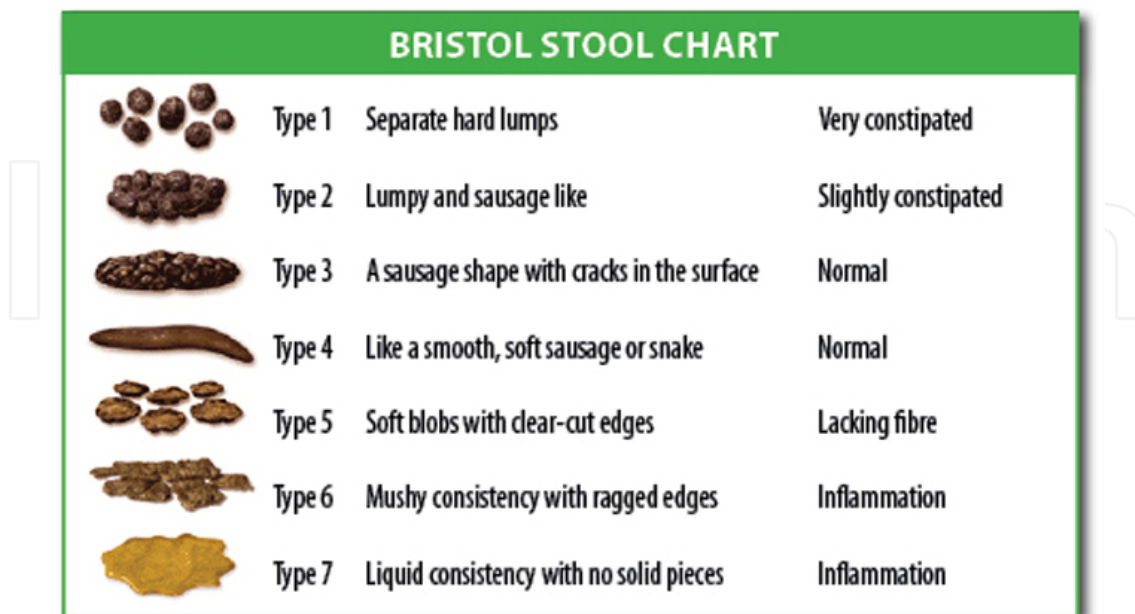 BRISTOL STOOL CHART
Type 1 Separate hard lumps Very constipated
Type 2 Lumpy and sausage like Slightly constipated
Type 3 A sausage shape with cracks in the surface Normal
Type 4 Like a smooth, soft sausage or snake Normal
Type 5 Soft blobs with clear-cut edges Lacking fibre
Type 6 Mushy consistency with ragged edges Inflammation
Type 7 Liquid consistency with no solid pieces Inflammation